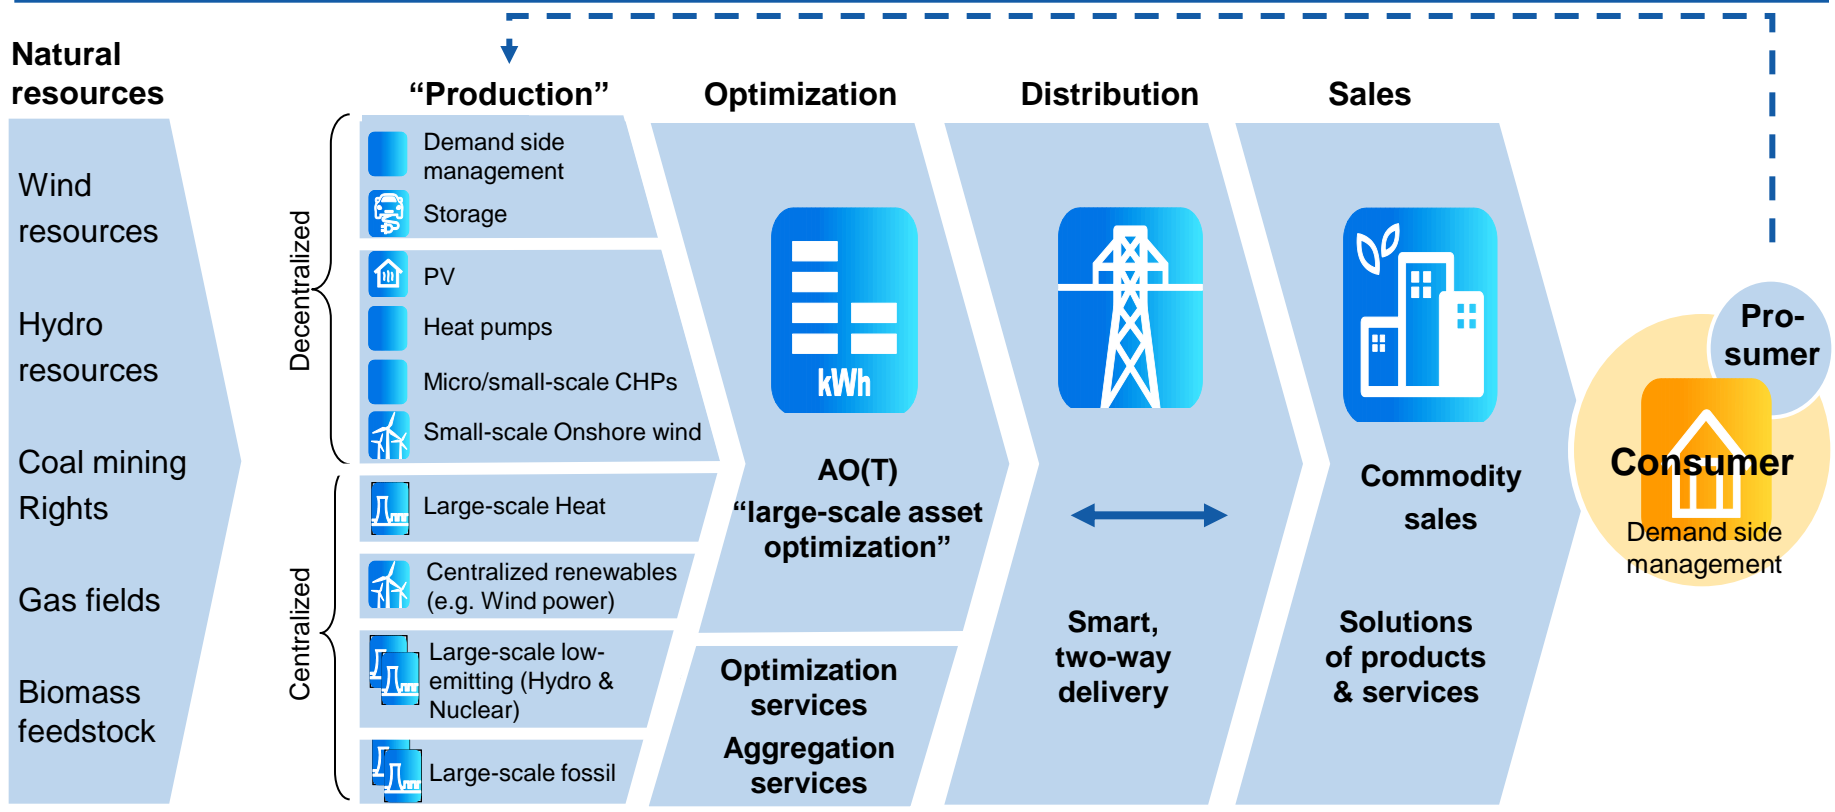 Natural
resources
“Production”
Optimization
Distribution
Sales
Wind
resources
Hydro
resources
Coal mining
Rights
Gas fields
Biomass
feedstock
Decentralized
Centralized
Demand side
management
Storage
PV
Heat pumps
Micro/small-scale CHPs
Small-scale Onshore wind
Large-scale Heat
Centralized renewables
(e.g. Wind power)
Large-scale low-
emitting (Hydro &
Nuclear)
Large-scale fossil
kWh
AO(T)
“large-scale asset
optimization”
Optimization
services
Aggregation
services
Smart,
two-way
delivery
Commodity
sales
Solutions
of products
& services
Pro-
sumer
Consumer
Demand side
management